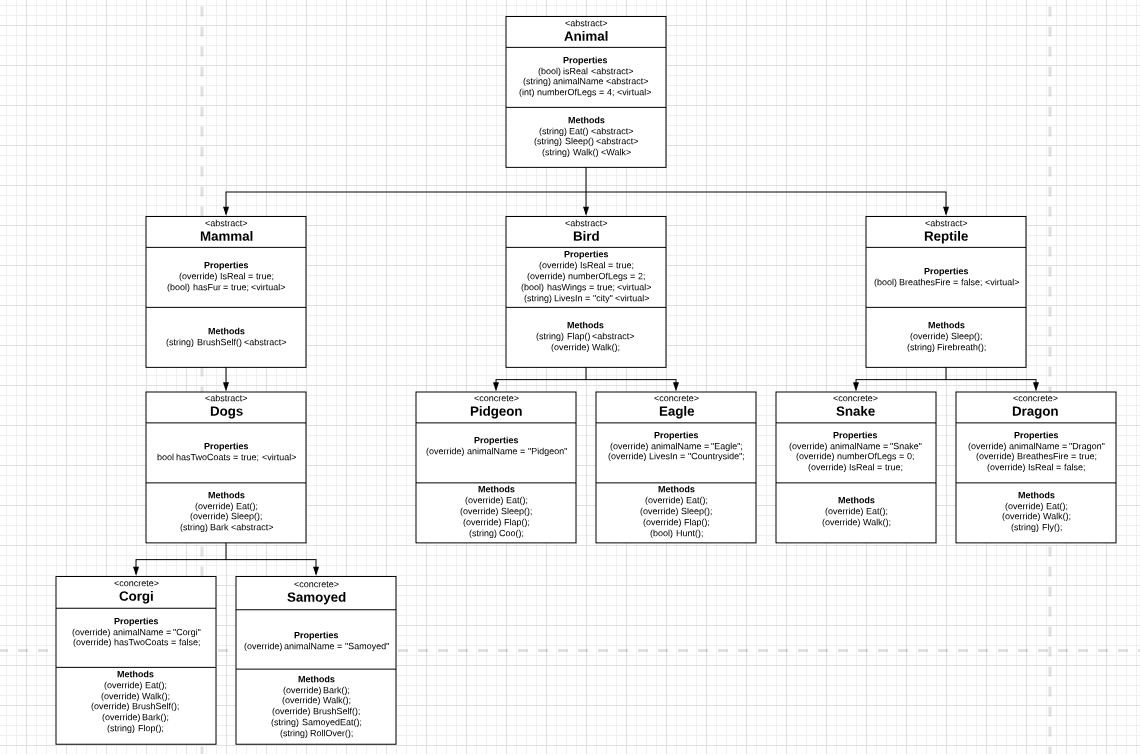 <abstract>
Animal
Properties
(bool) isReal <abstract>
(string) animalName <abstract>
(int) numberOfLegs = 4; <virtual>
Methods
(string) Eat() <abstract>
(string) Sleep() <abstract>
(string) Walk() <Walk>
<abstract>
Mammal
Properties
(override) IsReal = true;
(bool) hasFur = true; <virtual>
Methods
(string) BrushSelf() <abstract>
<abstract>
Bird
Properties
(override) IsReal = true;
(override) numberOfLegs = 2;
(bool) hasWings = true; <virtual>
(string) LivesIn = "city" <virtual>
Methods
(string) Flap() <abstract>
(override) Walk();
<abstract>
Reptile
Properties
(bool) BreathesFire = false; <virtual>
Methods
(override) Sleep();
(string) Firebreath();
<abstract>
Dogs
Properties
bool hasTwoCoats = true; <virtual>
Methods
(override) Eat();
(override) Sleep();
(string) Bark <abstract>
<concrete>
Pidgeon
Properties
(override) animalName = "Pidgeon"
Methods
(override) Eat();
(override) Sleep();
(override) Flap();
(string) Coo();
<concrete>
Eagle
Properties
(override) animalName = "Eagle";
(override) LivesIn = "Countryside";
Methods
(override) Eat();
(override) Sleep();
(override) Flap();
(bool) Hunt();
<concrete>
Snake
Properties
(override) animalName = "Snake"
(override) numberOfLegs = 0;
(override) IsReal = true;
Methods
(override) Eat();
(override) Walk();
<concrete>
Dragon
Properties
(override) animalName = "Dragon"
(override) BreathesFire = true;
(override) IsReal = false;
Methods
(override) Eat();
(override) Walk();
(string) Fly();
<concrete>
Corgi
Properties
(override) animalName = "Corgi"
(override) hasTwoCoats = false;
Methods
(override) Eat();
(override) Walk();
(override) BrushSelf();
(override) Bark();
(string) Flop();
<concrete>
Samoyed
Properties
(override) animalName = "Samoyed"
Methods
(override) Bark();
(override) Walk();
(override) BrushSelf();
(string) SamoyedEat();
(string) RollOver();